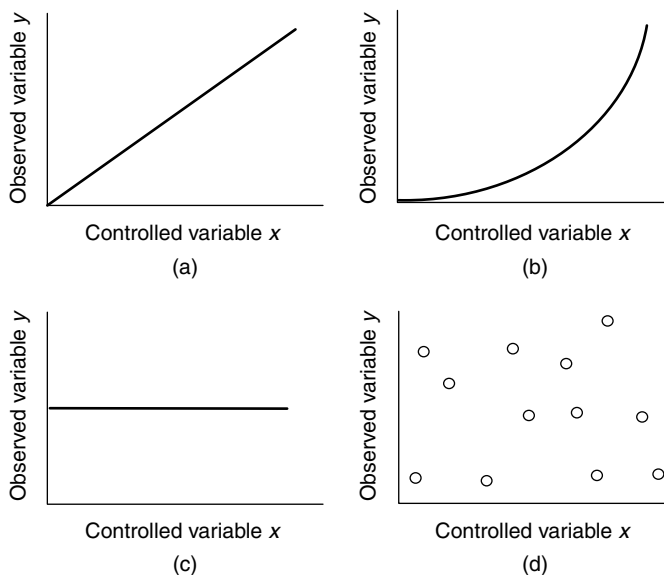 Observed variable y
Controlled variable x
(a)
Observed variable y
Controlled variable x
(b)
Observed variable y
Controlled variable x
(c)
Observed variable y
Controlled variable x
(d)